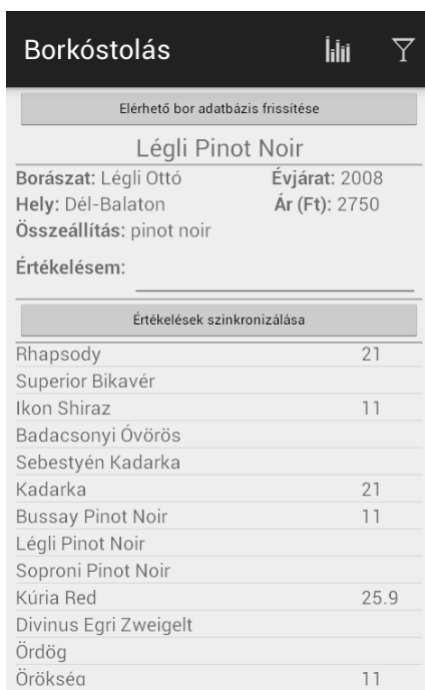 Borkóstolás
Elérhető bor adatbázis frissítése
Légli Pinot Noir
Borászat: Légli Ottó Évjárat: 2008
Hely: Dél-Balaton Ár (Ft): 2750
Összeállítás: pinot noir
Értékelésem:
Értékelések szinkronizálása
Rhapsody 21
Superior Bikavér
Ikon Shiraz 11
Badacsonyi Óvörös
Sebestyén Kadarka
Kadarka 21
Bussay Pinot Noir 11
Légli Pinot Noir
Soproni Pinot Noir
Kúria Red 25.9
Divinus Egri Zweigelt
Ördög
Örökség 11